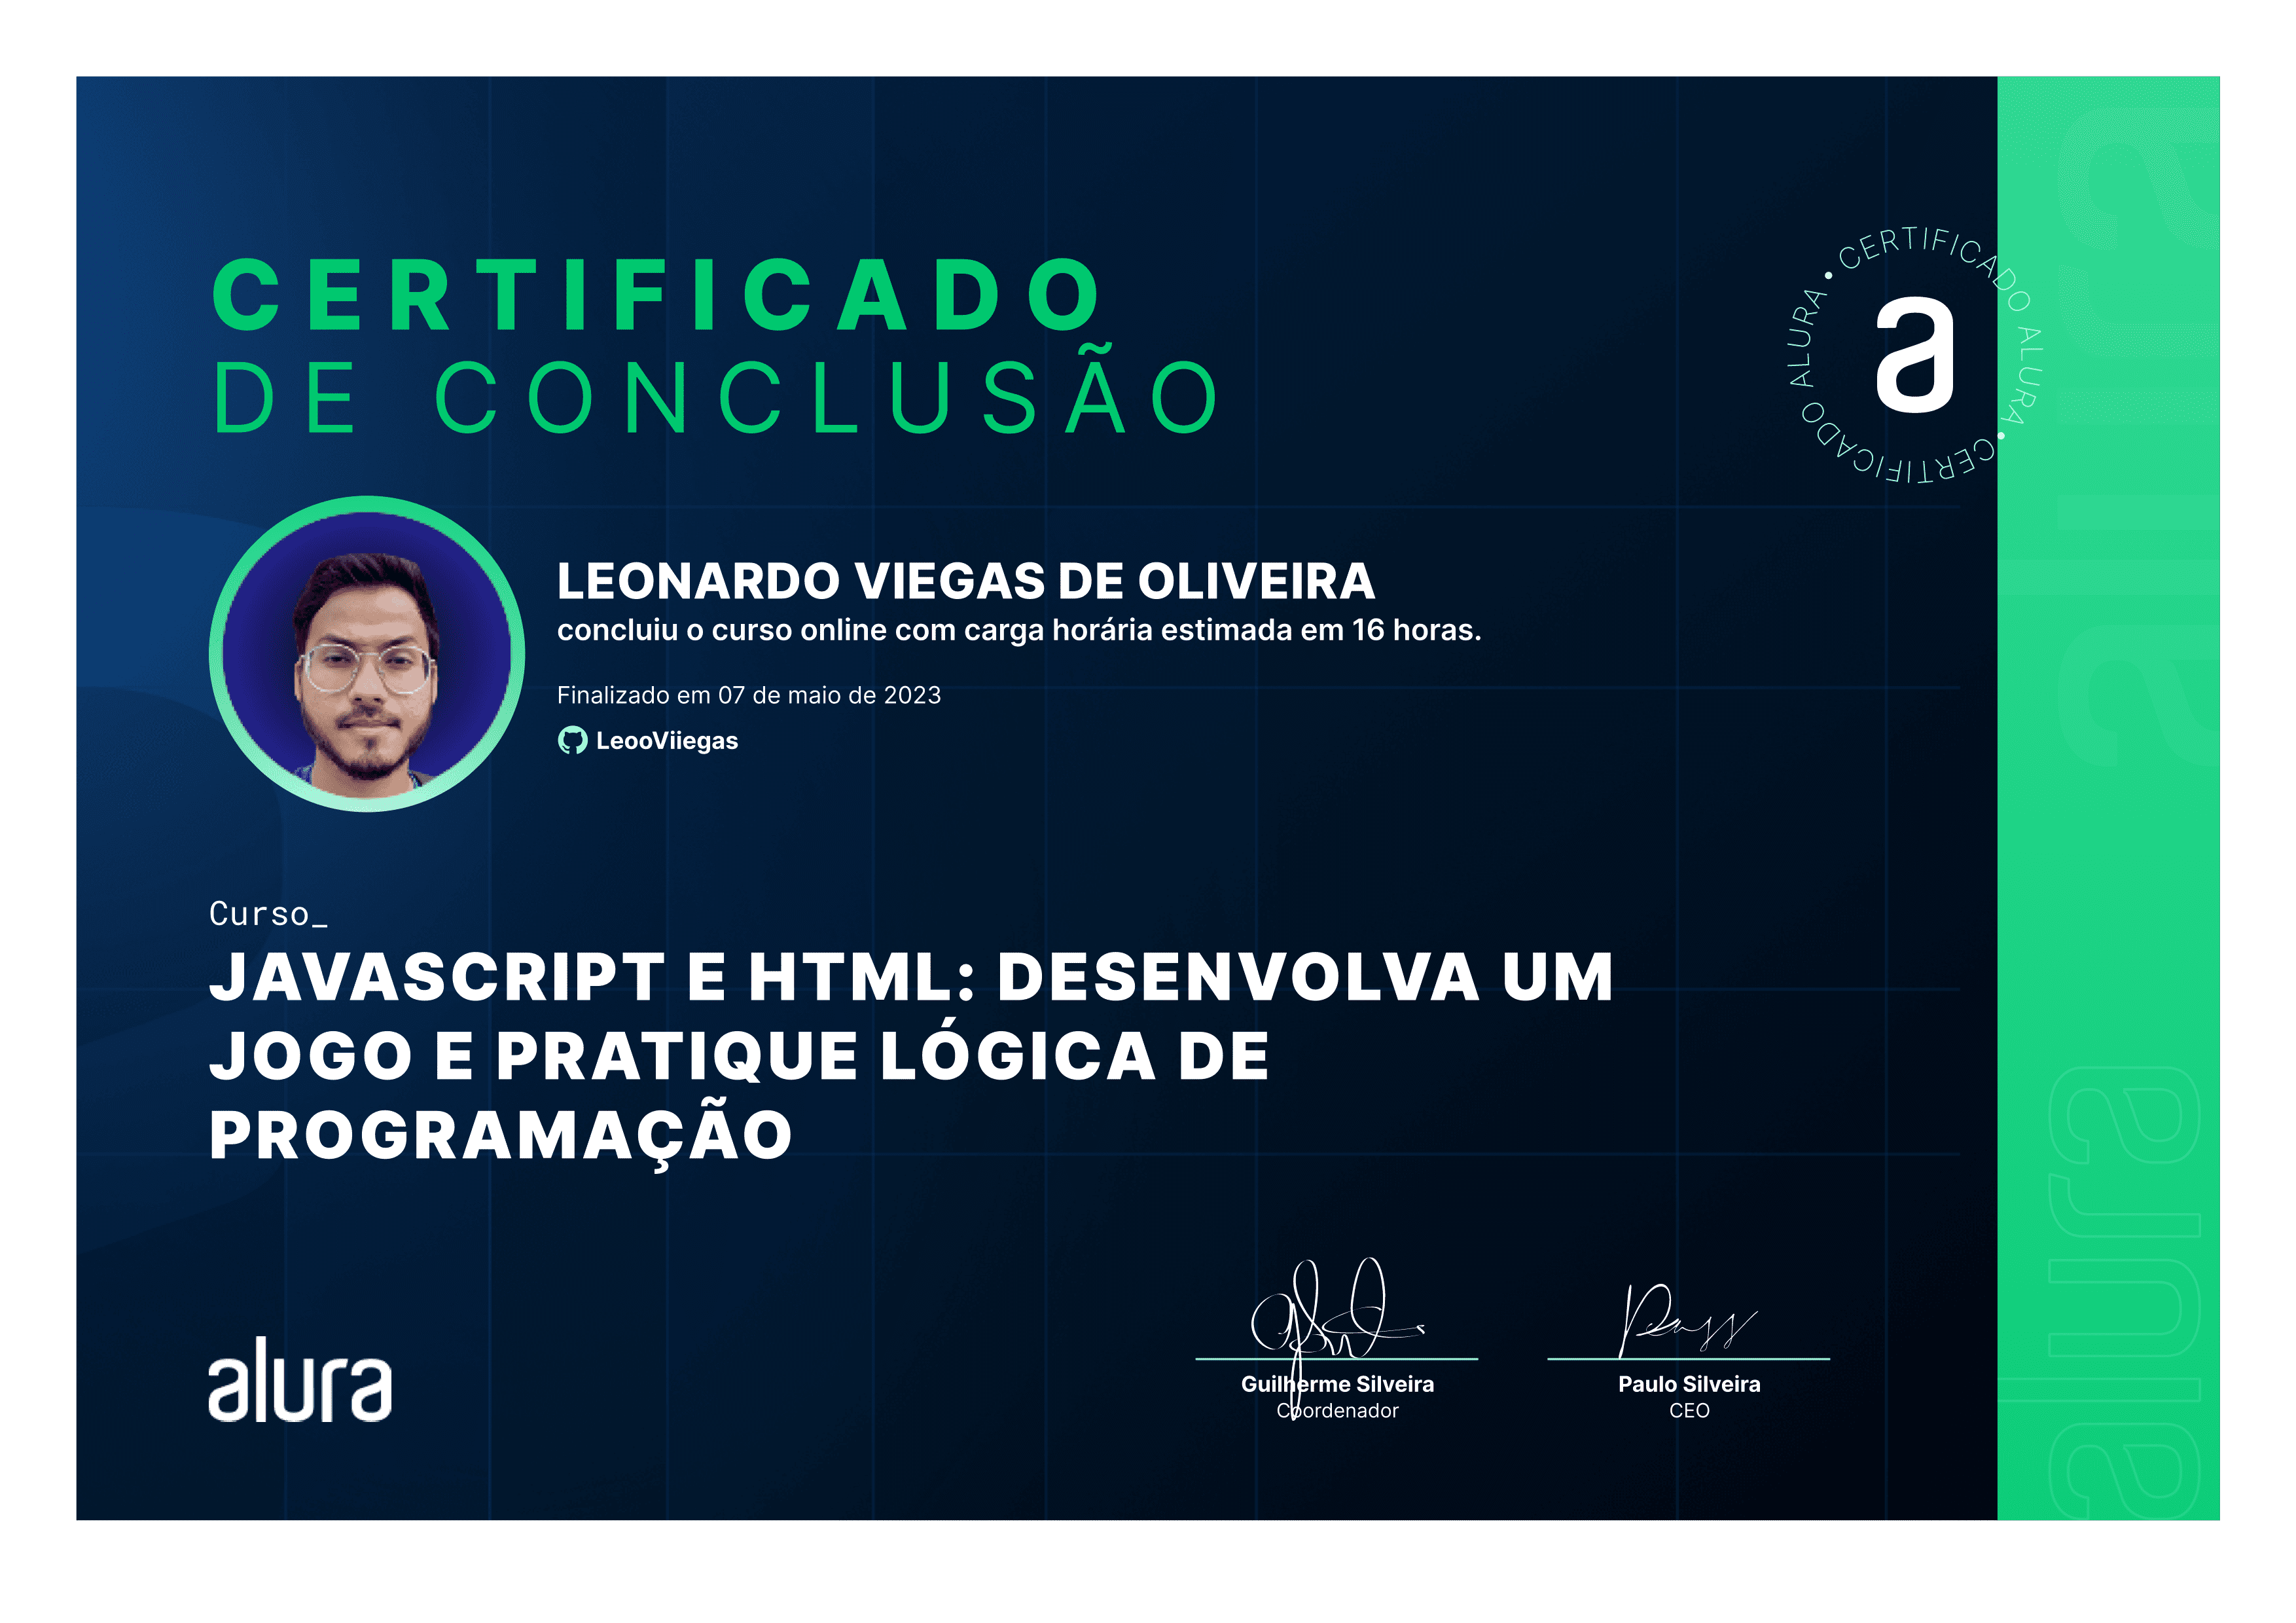 CERTIFICADO
DE CONCLUSÃO
CERTIFICADO ALURA • CERTIFICADO ALURA •
a
LEONARDO VIEGAS DE OLIVEIRA
concluiu o curso online com carga horária estimada em 16 horas.
Finalizado em 07 de maio de 2023
LeooViiegas
Curso_
JAVASCRIPT E HTML: DESENVOLVA UM
JOGO E PRATIQUE LÓGICA DE
PROGRAMAÇÃO
alura
Guilherme Silveira
Coordenador
Paulo Silveira
CEO
alura